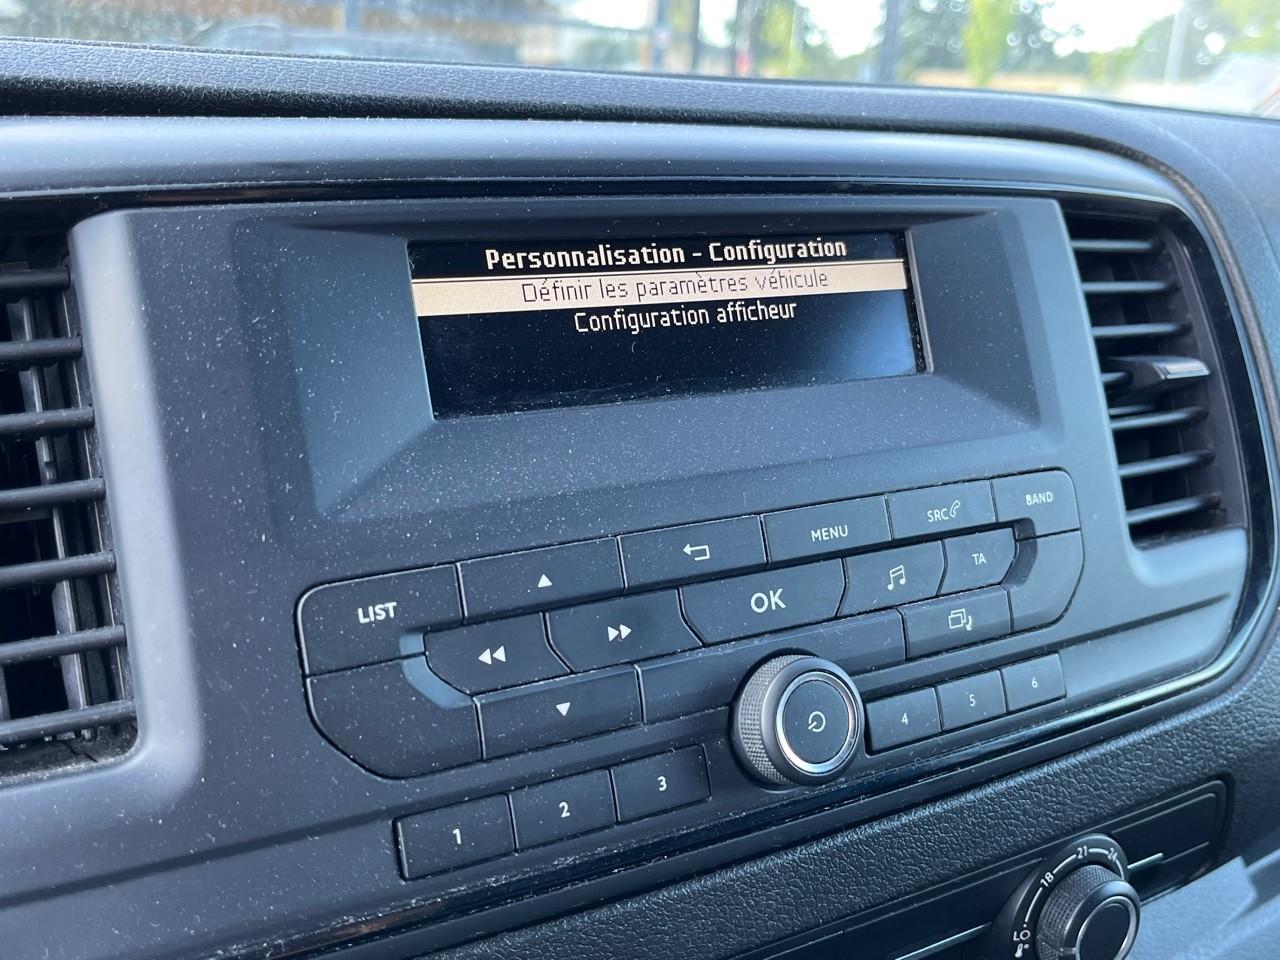 Personnalisation - Configuration
Définir les paramètres véhicule
Configuration afficheur
LIST
MENU
SRC
BAND
OK
TA
1
2
3
4
5
6
LO
18
21
24